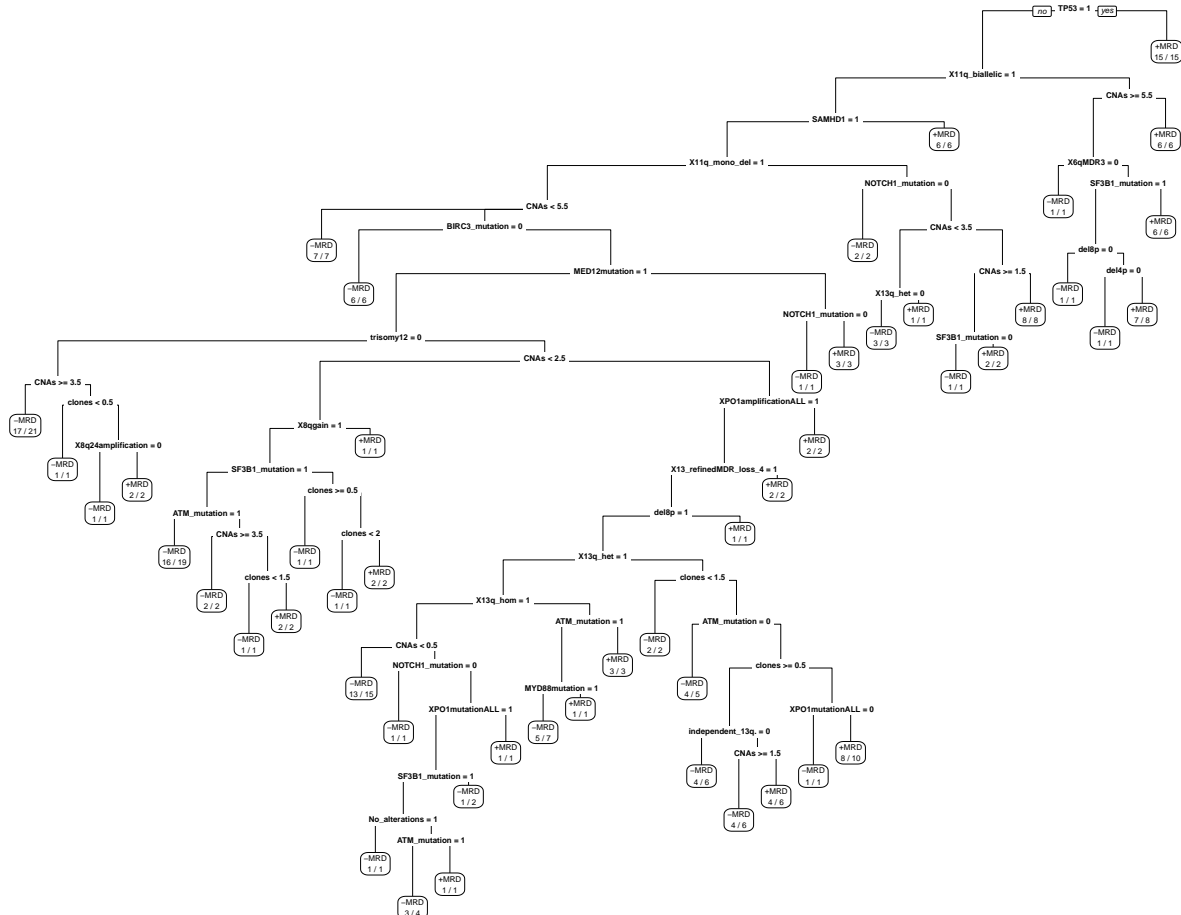 no TP53 = 1 yes
+MRD
15 / 15
X11q_biallelic = 1
CNAs >= 5.5
SAMHD1 = 1
+MRD
6 / 6
+MRD
6 / 6
X11q_mono_del = 1
X6qMDR3 = 0
NOTCH1_mutation = 0
SF3B1_mutation = 1
−MRD
1 / 1
+MRD
6 / 6
CNAs < 5.5
BIRC3_mutation = 0
CNAs < 3.5
−MRD
7 / 7
−MRD
2 / 2
del8p = 0
MED12mutation = 1
CNAs >= 1.5
del4p = 0
−MRD
6 / 6
−MRD
1 / 1
X13q_het = 0
+MRD
1 / 1
+MRD
8 / 8
+MRD
7 / 8
NOTCH1_mutation = 0
−MRD
3 / 3
−MRD
1 / 1
trisomy12 = 0
SF3B1_mutation = 0
+MRD
3 / 3
+MRD
2 / 2
CNAs < 2.5
−MRD
1 / 1
−MRD
1 / 1
CNAs >= 3.5
clones < 0.5
XPO1amplificationALL = 1
−MRD
17 / 21
X8qgain = 1
+MRD
1 / 1
+MRD
2 / 2
X8q24amplification = 0
−MRD
1 / 1
+MRD
2 / 2
SF3B1_mutation = 1
X13_refinedMDR_loss_4 = 1
−MRD
1 / 1
clones >= 0.5
+MRD
2 / 2
ATM_mutation = 1
del8p = 1
CNAs >= 3.5
clones < 2
+MRD
1 / 1
−MRD
16 / 19
−MRD
1 / 1
X13q_het = 1
clones < 1.5
+MRD
2 / 2
clones < 1.5
−MRD
2 / 2
−MRD
1 / 1
X13q_hom = 1
+MRD
2 / 2
ATM_mutation = 1
ATM_mutation = 0
−MRD
1 / 1
−MRD
2 / 2
CNAs < 0.5
+MRD
3 / 3
NOTCH1_mutation = 0
clones >= 0.5
−MRD
13 / 15
−MRD
4 / 5
MYD88mutation = 1
XPO1mutationALL = 1
+MRD
1 / 1
XPO1mutationALL = 0
−MRD
1 / 1
−MRD
5 / 7
independent_13q. = 0
+MRD
1 / 1
+MRD
8 / 10
CNAs >= 1.5
SF3B1_mutation = 1
−MRD
4 / 6
−MRD
1 / 1
−MRD
1 / 2
+MRD
4 / 6
No_alterations = 1
−MRD
4 / 6
ATM_mutation = 1
−MRD
1 / 1
+MRD
1 / 1
−MRD
3 / 4